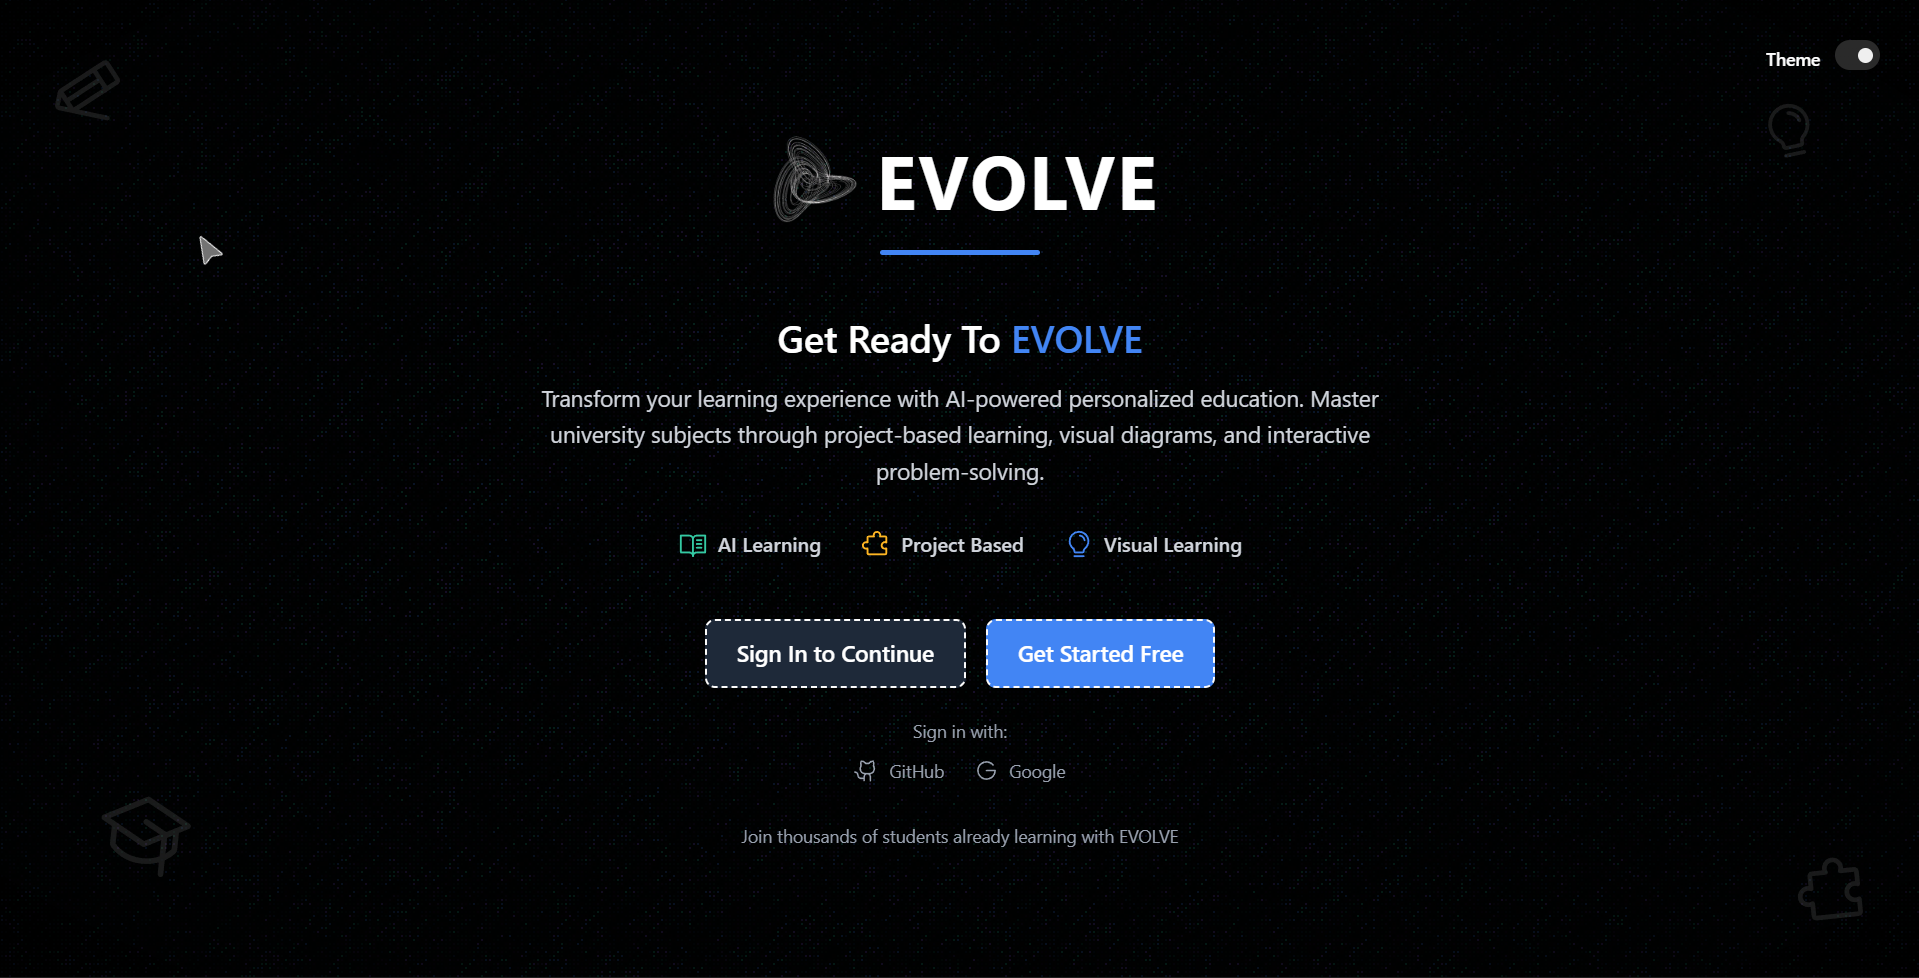 Theme
EVOLVE
Get Ready To EVOLVE
Transform your learning experience with AI-powered personalized education. Master
university subjects through project-based learning, visual diagrams, and interactive
problem-solving.
AI Learning Project Based Visual Learning
Sign In to Continue Get Started Free
Sign in with:
GitHub Google
Join thousands of students already learning with EVOLVE